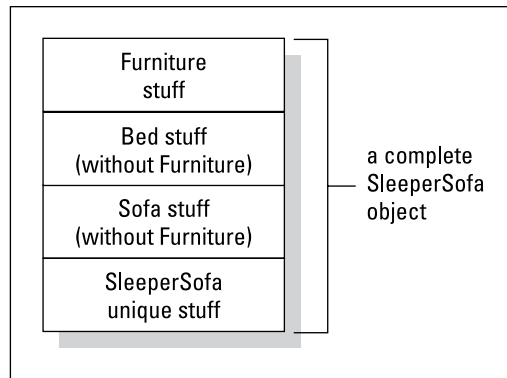 Furniture
stuff
Bed stuff
(without Furniture)
Sofa stuff
(without Furniture)
SleeperSofa
unique stuff
a complete
SleeperSofa
object